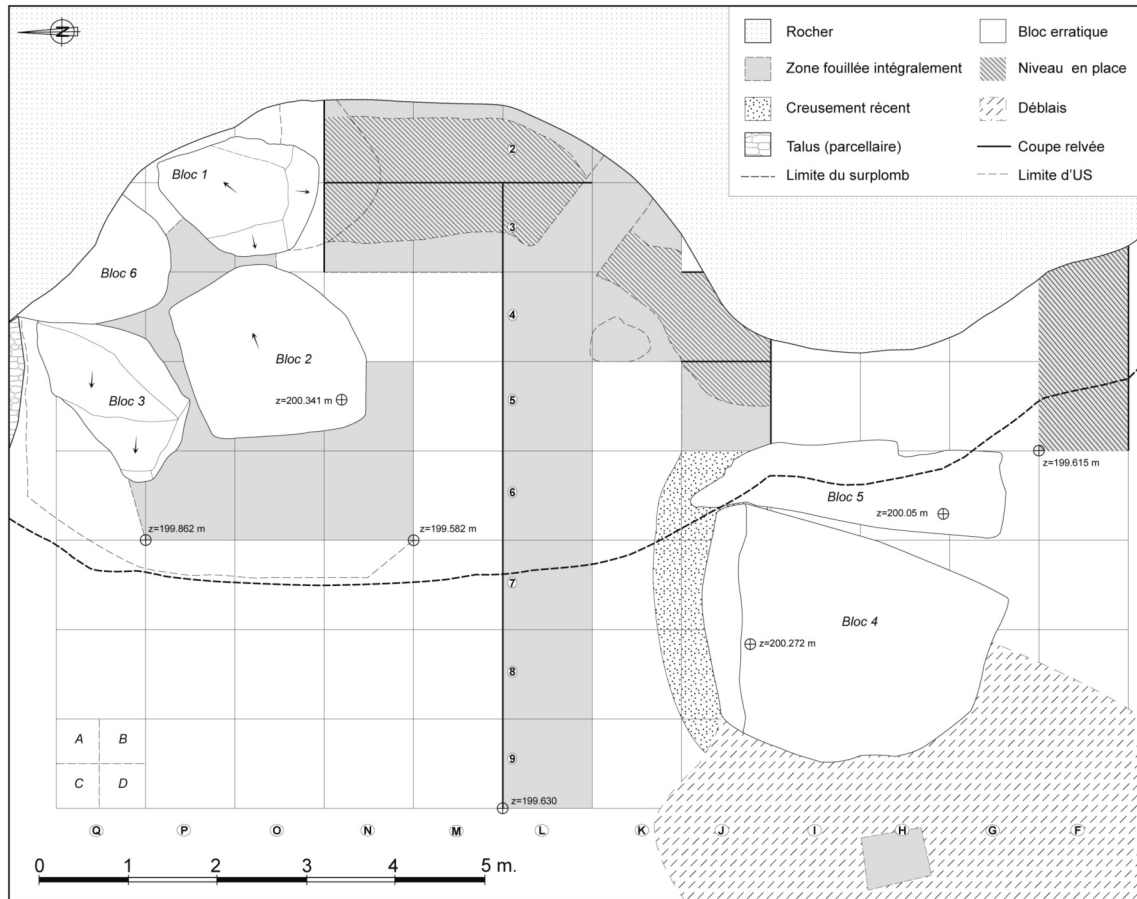 N
Rocher
Bloc erratique
Zone fouillée intégralement
Niveau en place
Creusement récent
Déblais
Talus (parcellaire)
Coupe relvée
Limite du surplomb
Limite d'US
Bloc 1
2
3
Bloc 6
4
Bloc 2
Bloc 3
z=200.341 m
5
z=199.615 m
6
Bloc 5
z=200.05 m
z=199.862 m
z=199.582 m
7
Bloc 4
z=200.272 m
8
A B
9
C D
z=199.630
Q P O N M L K J I H G F
0 1 2 3 4 5 m.